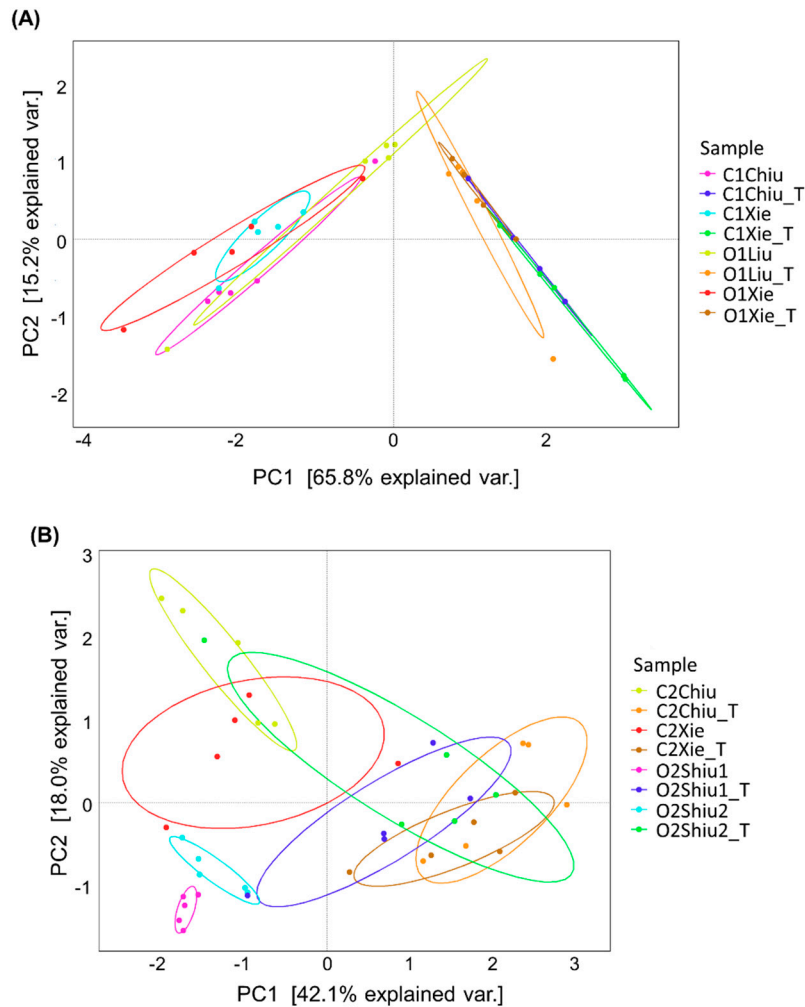 (A)
2
1
0
-1
-2
-4
-2
0
2
PC1 [65.8% explained var.]
PC2 [15.2% explained var.]
Sample
C1Chiu
C1Chiu_T
C1Xie
C1Xie_T
O1Liu
O1Liu_T
O1Xie
O1Xie_T
(B)
3
2
1
0
-1
-2
-1
0
1
2
3
PC1 [42.1% explained var.]
PC2 [18.0% explained var.]
Sample
C2Chiu
C2Chiu_T
C2Xie
C2Xie_T
O2Shiu1
O2Shiu1_T
O2Shiu2
O2Shiu2_T